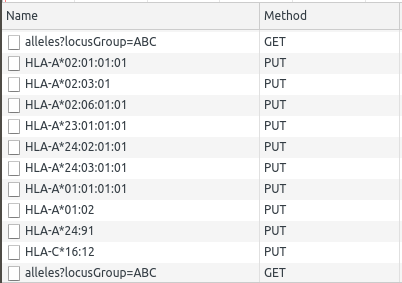 Name Method
alleles?locusGroup=ABC GET
HLA-A*02:01:01:01 PUT
HLA-A*02:03:01 PUT
HLA-A*02:06:01:01 PUT
HLA-A*23:01:01:01 PUT
HLA-A*24:02:01:01 PUT
HLA-A*24:03:01:01 PUT
HLA-A*01:01:01:01 PUT
HLA-A*01:02 PUT
HLA-A*24:91 PUT
HLA-C*16:12 PUT
alleles?locusGroup=ABC GET